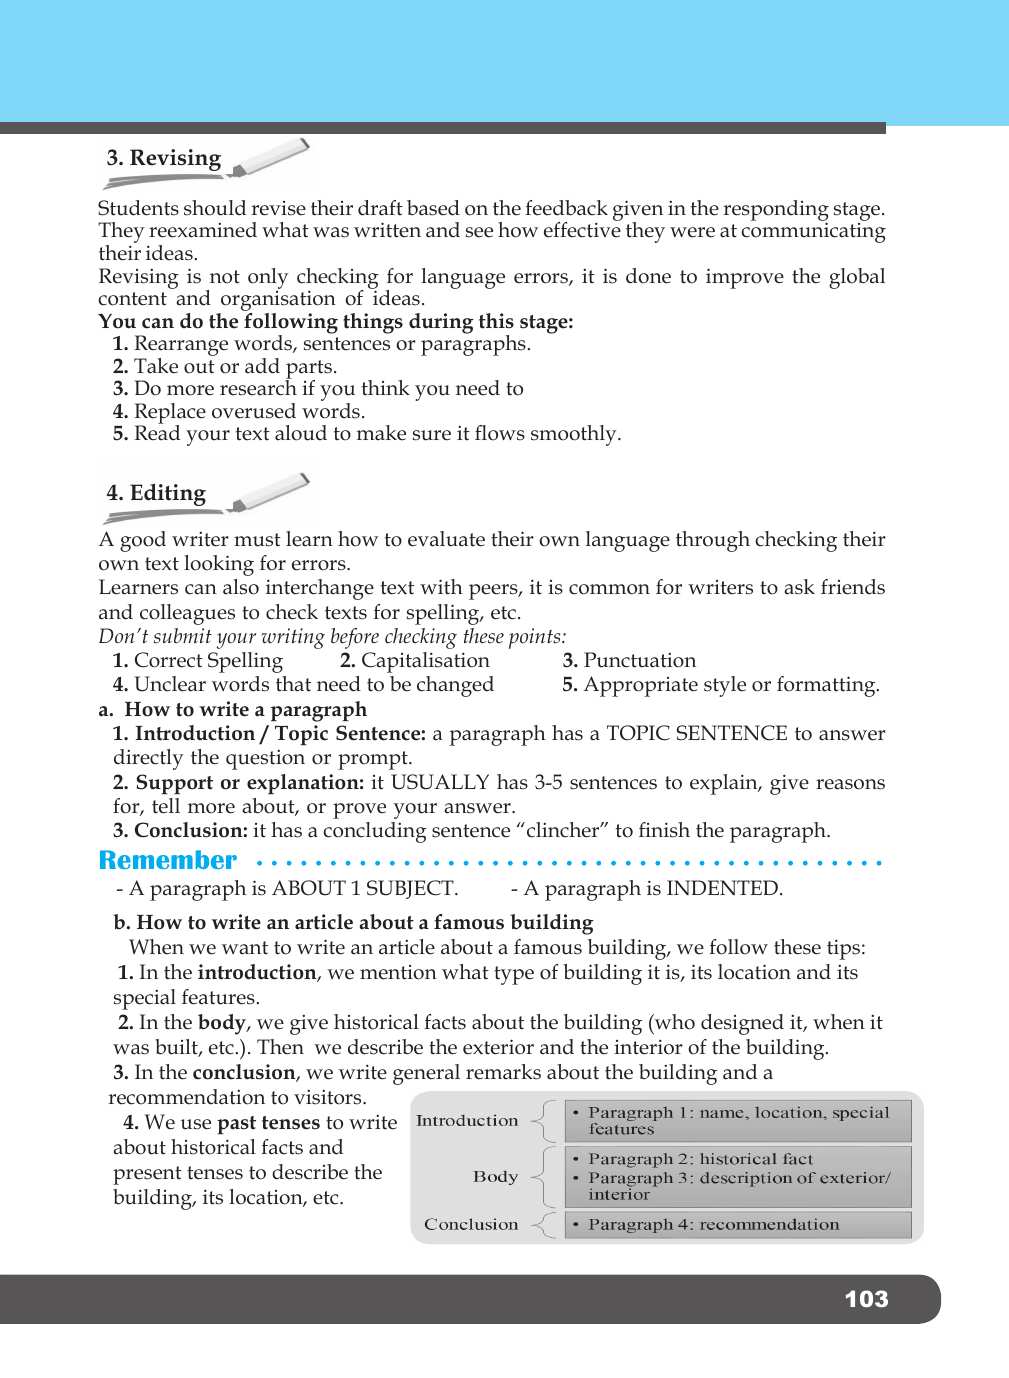 3. Revising
Students should revise their draft based on the feedback given in the responding stage.
They reexamined what was written and see how effective they were at communicating
their ideas.
Revising is not only checking for language errors, it is done to improve the global
content and organisation of ideas.
You can do the following things during this stage:
1. Rearrange words, sentences or paragraphs.
2. Take out or add parts.
3. Do more research if you think you need to
4. Replace overused words.
5. Read your text aloud to make sure it flows smoothly.
4. Editing
A good writer must learn how to evaluate their own language through checking their
own text looking for errors.
Learners can also interchange text with peers, it is common for writers to ask friends
and colleagues to check texts for spelling, etc.
Don't submit your writing before checking these points:
1. Correct Spelling 2. Capitalisation 3. Punctuation
4. Unclear words that need to be changed 5. Appropriate style or formatting.
a. How to write a paragraph
1. Introduction / Topic Sentence: a paragraph has a TOPIC SENTENCE to answer
directly the question or prompt.
2. Support or explanation: it USUALLY has 3-5 sentences to explain, give reasons
for, tell more about, or prove your answer.
3. Conclusion: it has a concluding sentence “clincher” to finish the paragraph.
Remember
- A paragraph is ABOUT 1 SUBJECT. - A paragraph is INDENTED.
b. How to write an article about a famous building
When we want to write an article about a famous building, we follow these tips:
1. In the introduction, we mention what type of building it is, its location and its
special features.
2. In the body, we give historical facts about the building (who designed it, when it
was built, etc.). Then we describe the exterior and the interior of the building.
3. In the conclusion, we write general remarks about the building and a
recommendation to visitors.
4. We use past tenses to write
about historical facts and
present tenses to describe the
building, its location, etc.
Introduction
• Paragraph 1: name, location, special
features
Body
• Paragraph 2: historical fact
• Paragraph 3: description of exterior/
interior
Conclusion
• Paragraph 4: recommendation
103